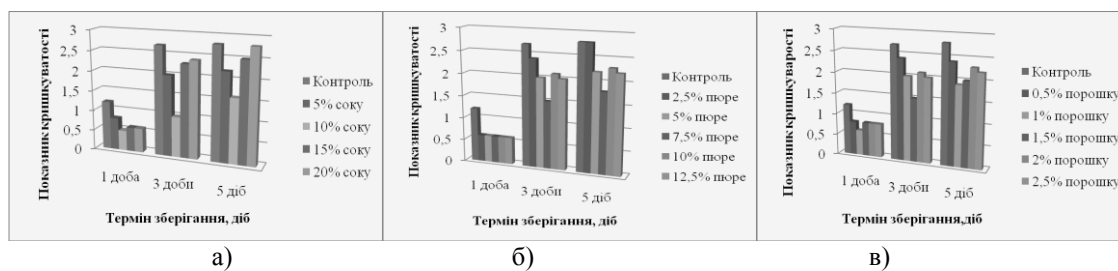 Показник кришкуватості
3
2,5
2
1,5
1
0,5
0
1 доба
3 доби
5 діб
Термін зберігання, діб
Контроль
5% соку
10% соку
15% соку
20% соку
а)
Показник кришкуватості
3
2,5
2
1,5
1
0,5
0
1 доба
3 доби
5 діб
Термін зберігання, діб
Контроль
2,5% пюре
5% пюре
7,5% пюре
10% пюре
12,5% пюре
б)
Показник кришкуварості
3
2,5
2
1,5
1
0,5
0
1 доба
3 доби
5 діб
Термін зберігання,діб
Контроль
0,5% порошку
1% порошку
1,5% порошку
2% порошку
2,5% порошку
в)